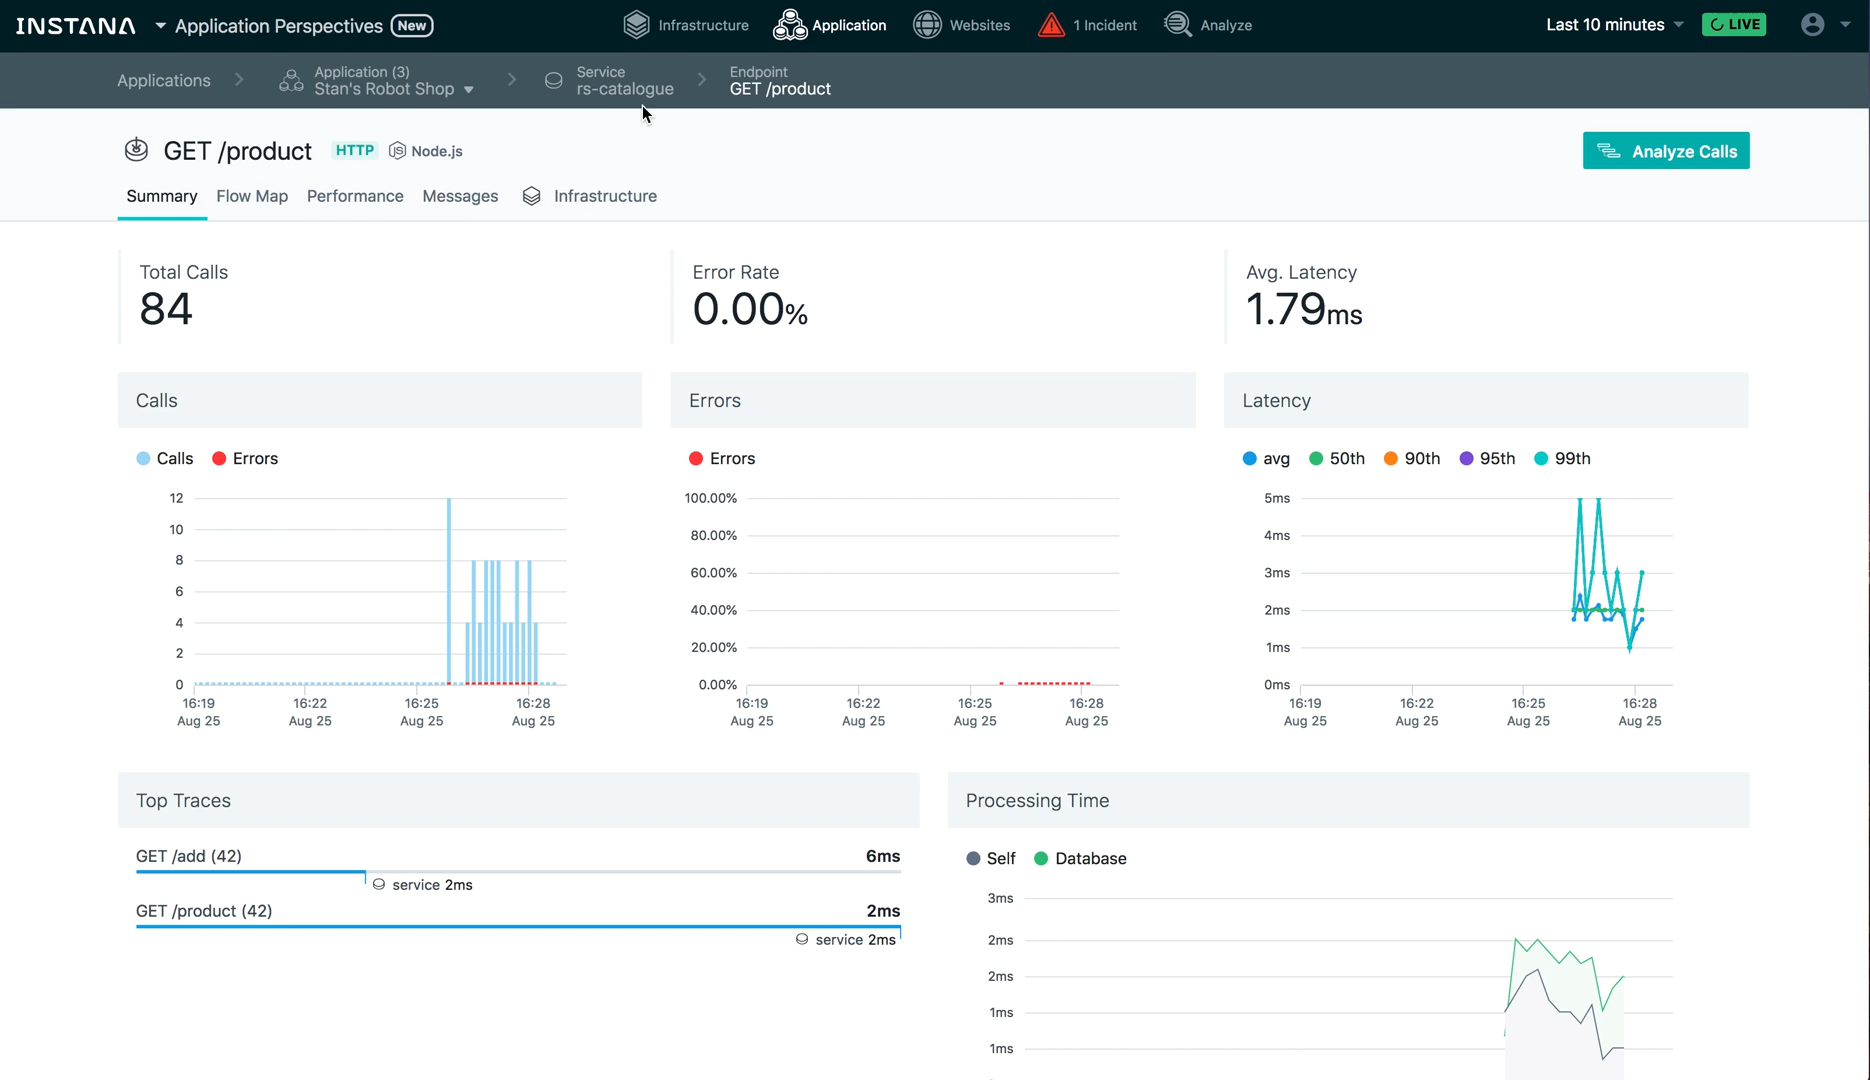 INSTANA
Application Perspectives New
Infrastructure
Application
Websites
1 Incident
Analyze
Last 10 minutes
LIVE
Applications
Application (3)
Stan's Robot Shop
Service
rs-catalogue
Endpoint
GET /product
GET /product
HTTP
Node.js
Analyze Calls
Summary
Flow Map
Performance
Messages
Infrastructure
Total Calls
84
Error Rate
0.00%
Avg. Latency
1.79ms
Calls
Calls
Errors
12
10
8
6
4
2
0
16:19
Aug 25
16:22
Aug 25
16:25
Aug 25
16:28
Aug 25
Errors
Errors
100.00%
80.00%
60.00%
40.00%
20.00%
0.00%
16:19
Aug 25
16:22
Aug 25
16:25
Aug 25
16:28
Aug 25
Latency
avg
50th
90th
95th
99th
5ms
4ms
3ms
2ms
1ms
0ms
16:19
Aug 25
16:22
Aug 25
16:25
Aug 25
16:28
Aug 25
Top Traces
GET /add (42)
6ms
service 2ms
GET /product (42)
2ms
service 2ms
Processing Time
Self
Database
3ms
2ms
2ms
1ms
1ms